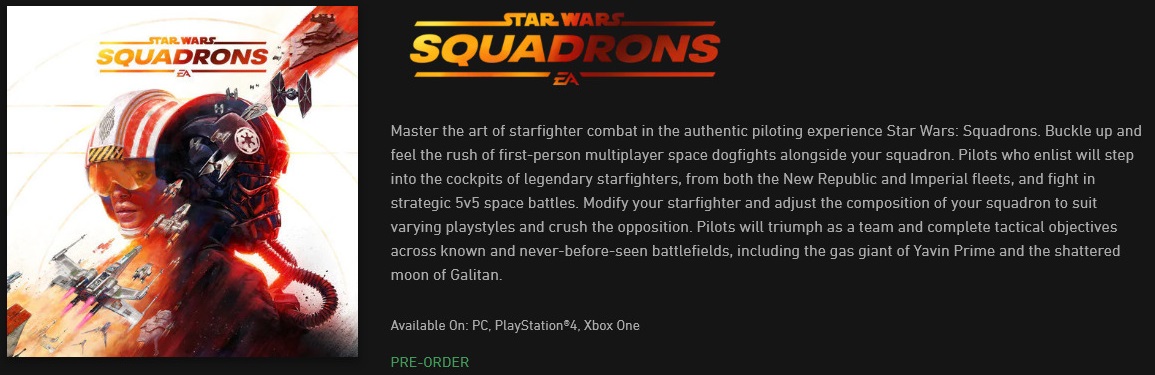 STAR WARS
SQUADRONS
EA
STAR WARS
SQUADRONS
EA
Master the art of starfighter combat in the authentic piloting experience Star Wars: Squadrons. Buckle up and
feel the rush of first-person multiplayer space dogfights alongside your squadron. Pilots who enlist will step
into the cockpits of legendary starfighters, from both the New Republic and Imperial fleets, and fight in
strategic 5v5 space battles. Modify your starfighter and adjust the composition of your squadron to suit
varying playstyles and crush the opposition. Pilots will triumph as a team and complete tactical objectives
across known and never-before-seen battlefields, including the gas giant of Yavin Prime and the shattered
moon of Galitan.
Available On: PC, PlayStation®4, Xbox One
PRE-ORDER